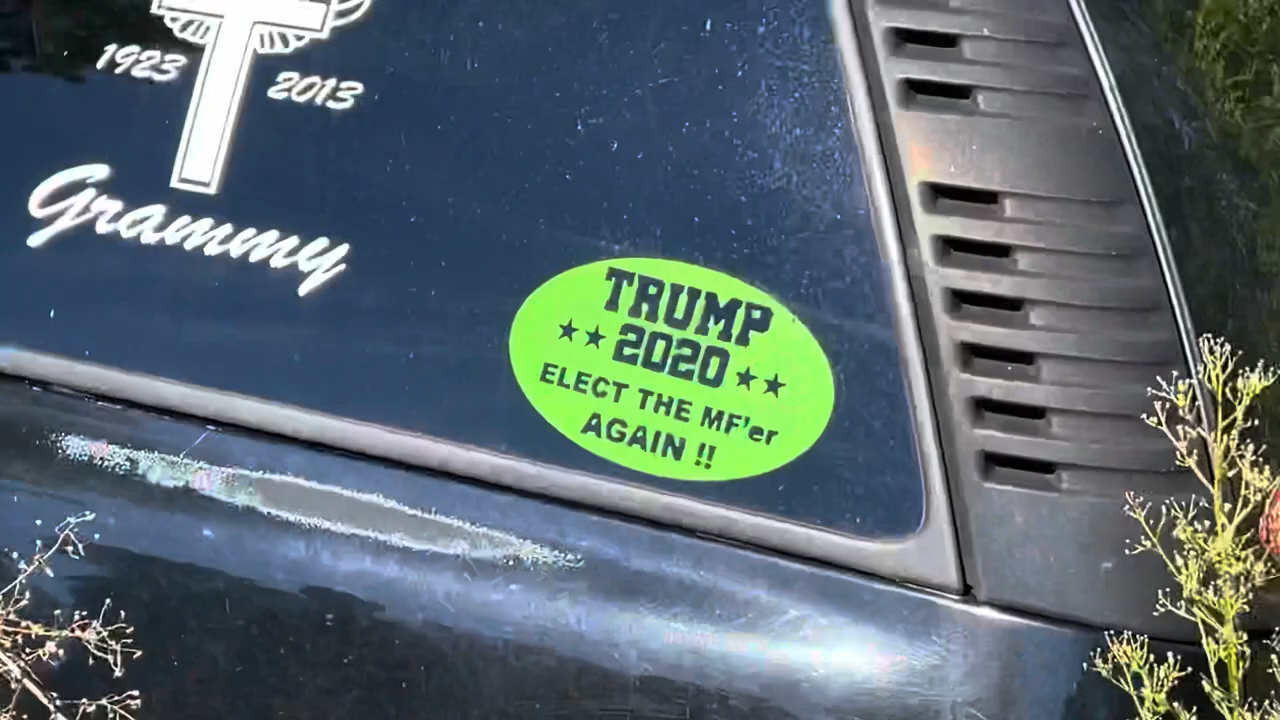 1923
2013
Grammy
TRUMP
★★ 2020 ★★
ELECT THE MF'er
AGAIN !!